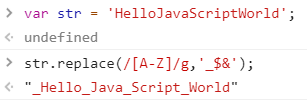 > var str = 'HelloJavaScriptWorld';
< undefined
> str.replace(/[A-Z]/g,'_$&');
< "_Hello_Java_Script_World"